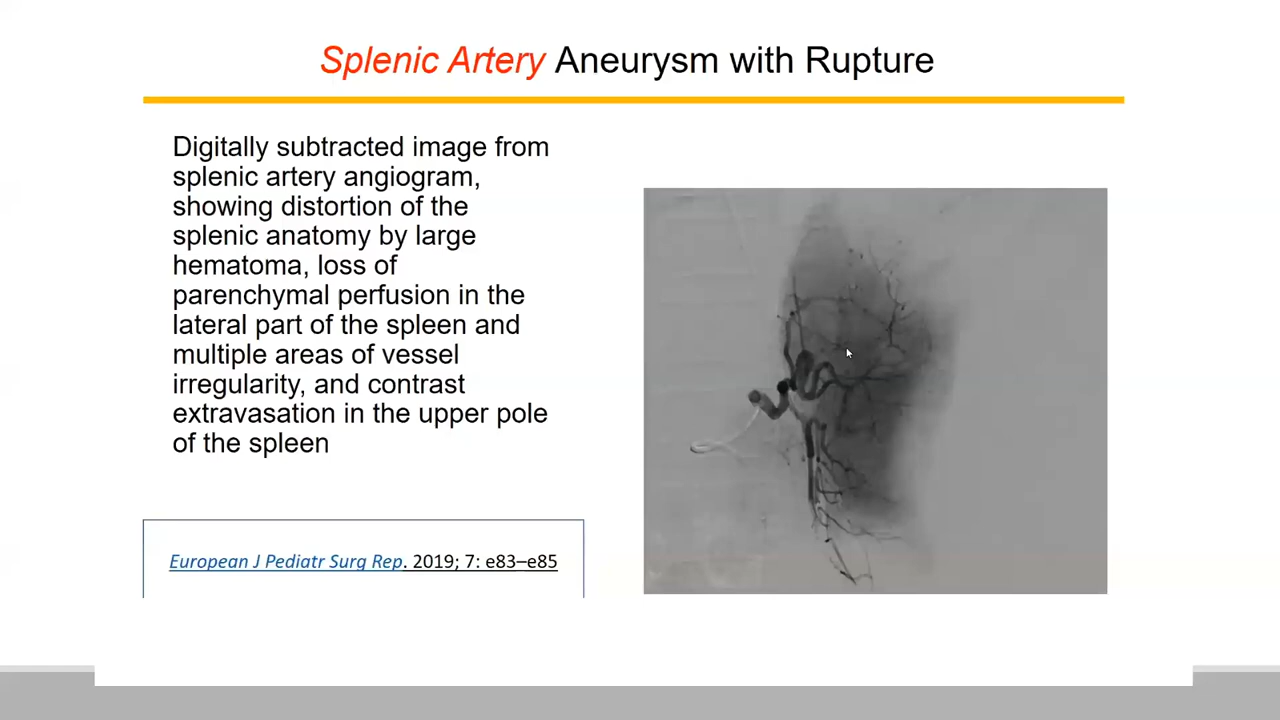 Splenic Artery Aneurysm with Rupture
Digitally subtracted image from
splenic artery angiogram,
showing distortion of the
splenic anatomy by large
hematoma, loss of
parenchymal perfusion in the
lateral part of the spleen and
multiple areas of vessel
irregularity, and contrast
extravasation in the upper pole
of the spleen
European J Pediatr Surg Rep. 2019; 7: e83–e85